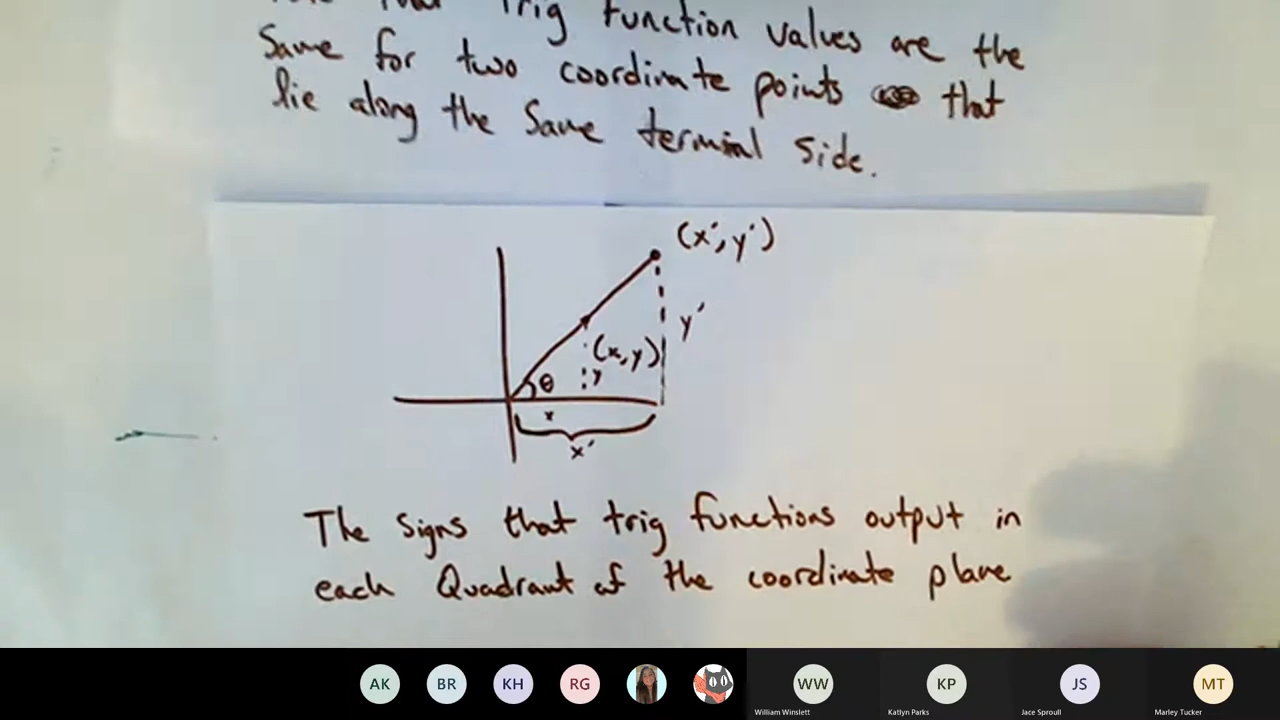 Trig function values are the
Same for two coordinate points that
lie along the Same terminal side.
(x',y')
y'
(x,y)
θ
y
x
x'
The signs that trig functions output in
each Quadrant of the coordinate plane
AK
BR
KH
RG
WW
KP
JS
MT
William Winslett
Katlyn Parks
Jace Sproull
Marley Tucker